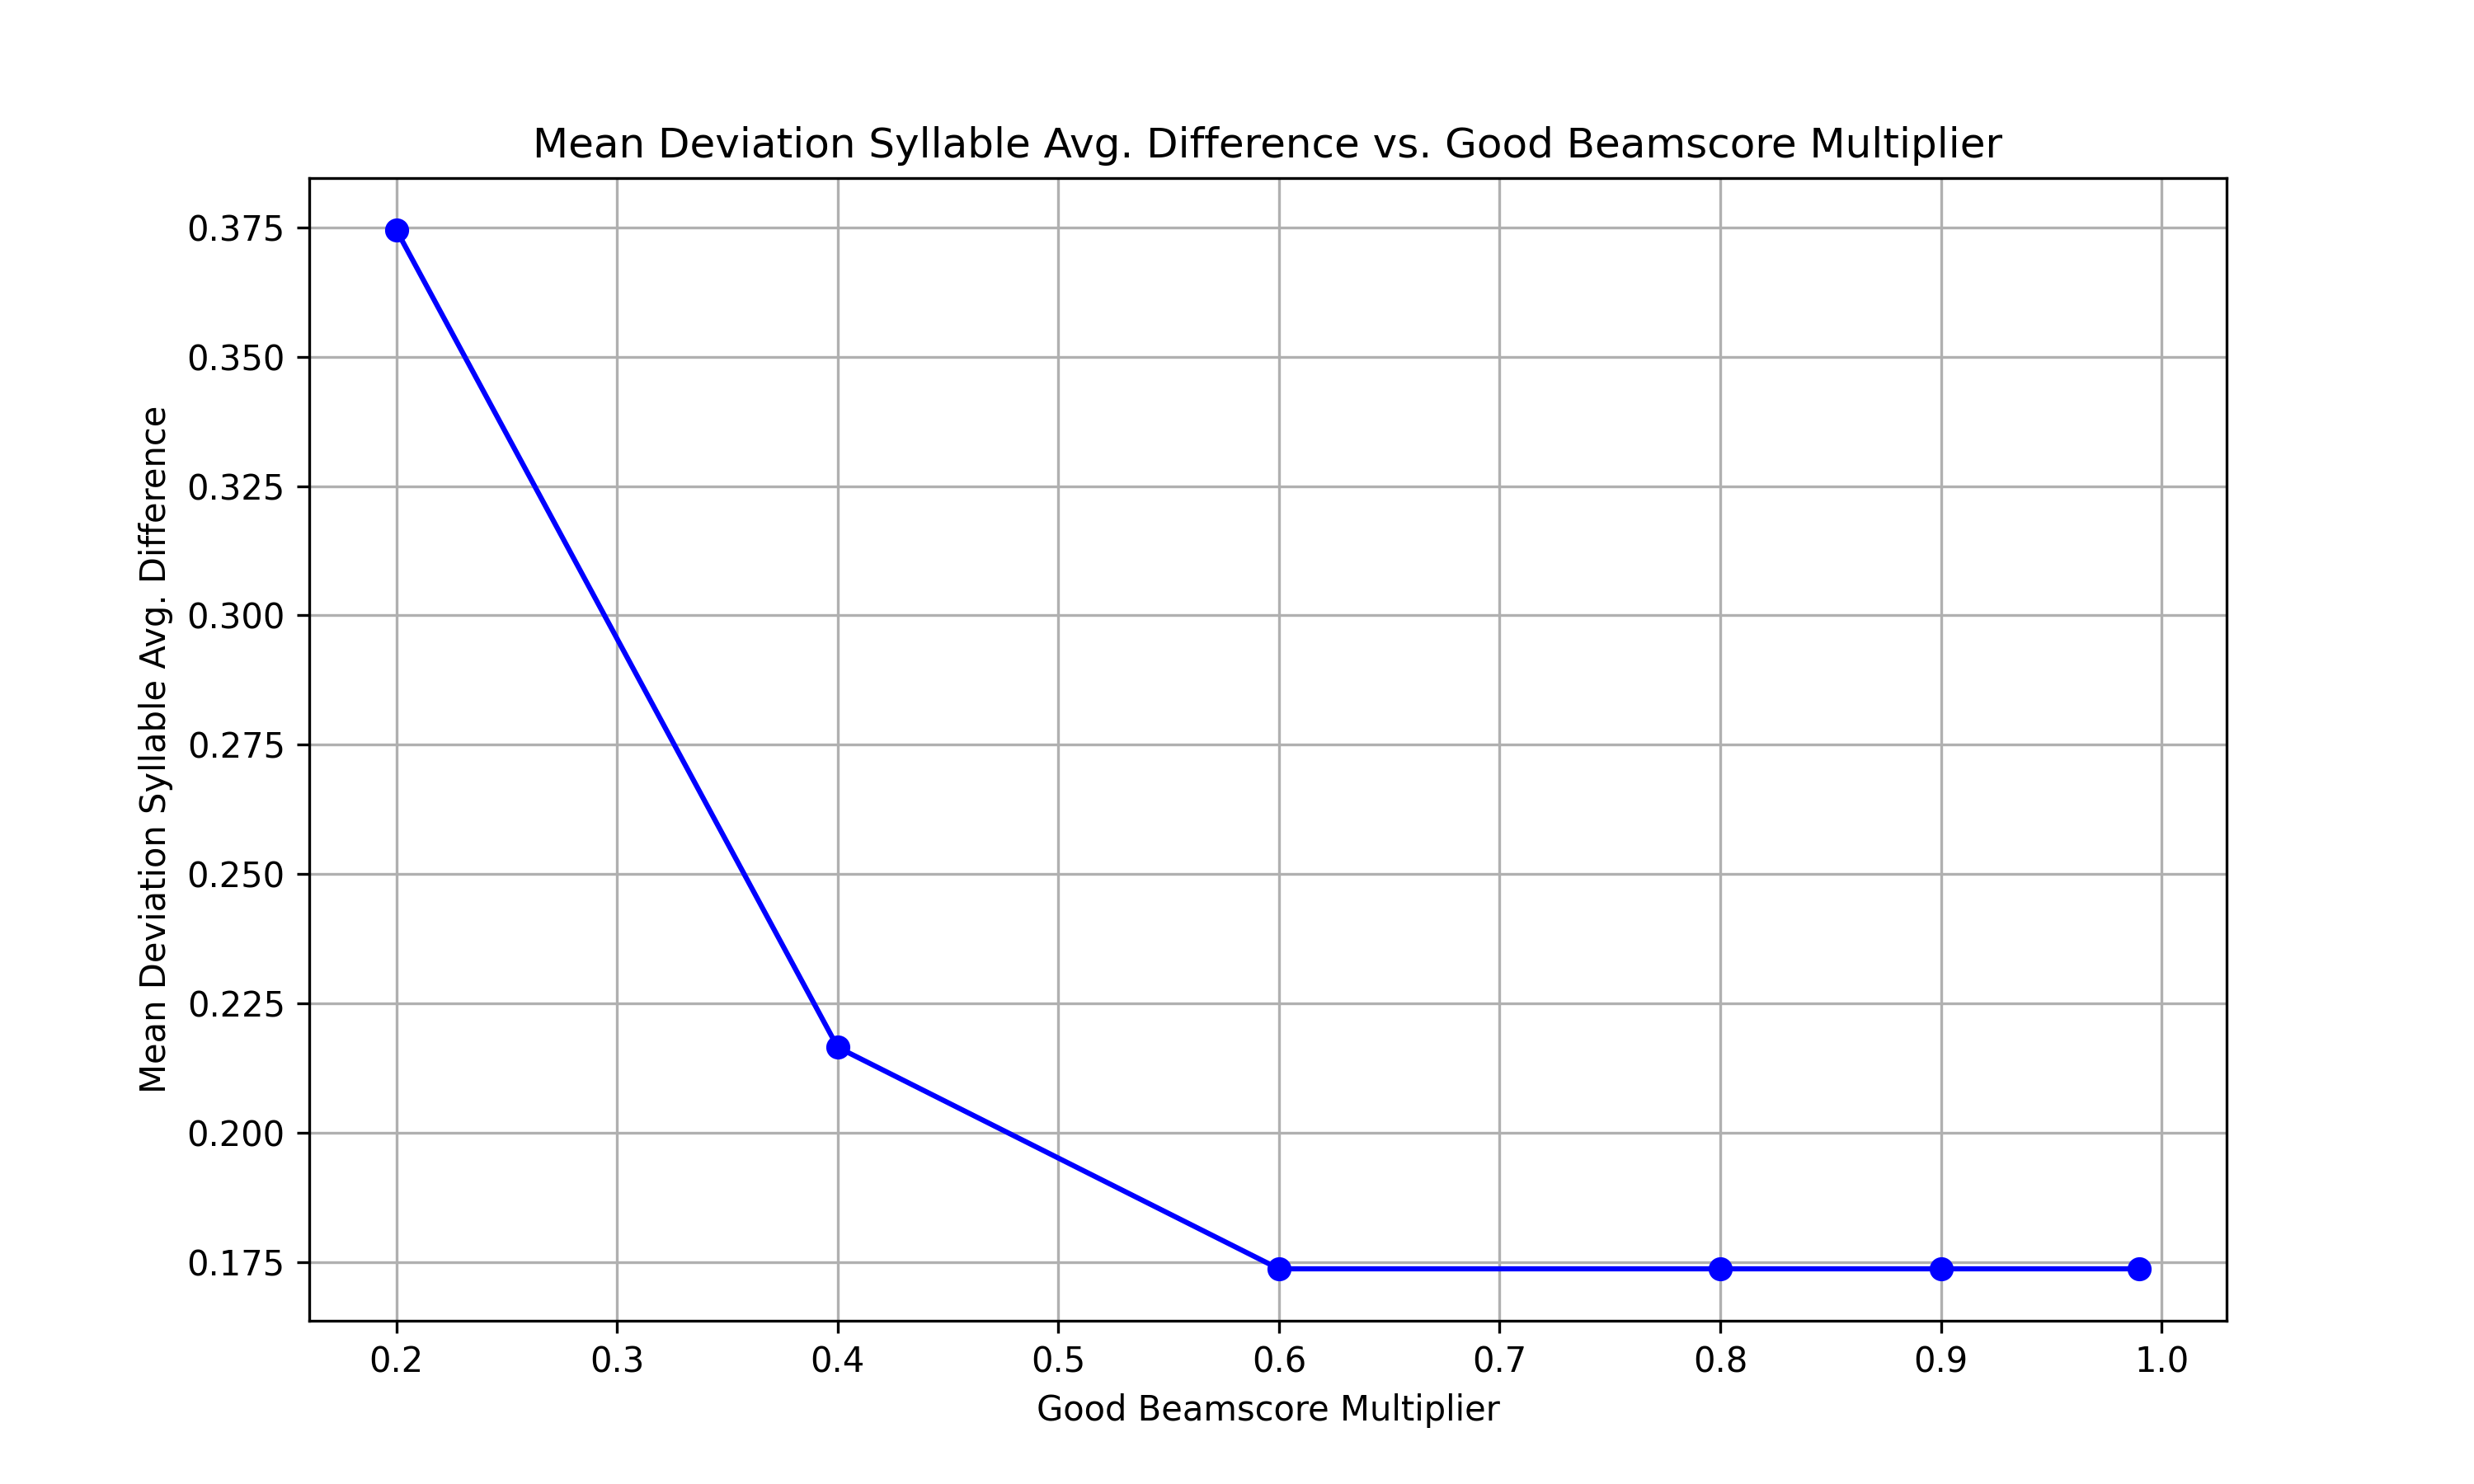 Mean Deviation Syllable Avg. Difference vs. Good Beamscore Multiplier
Mean Deviation Syllable Avg. Difference
0.375
0.350
0.325
0.300
0.275
0.250
0.225
0.200
0.175
0.2 0.3 0.4 0.5 0.6 0.7 0.8 0.9 1.0
Good Beamscore Multiplier